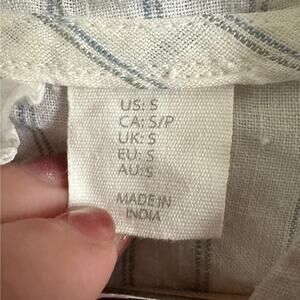 US: S
CA: S/P
UK: S
EU: S
AU: S
MADE IN
INDIA